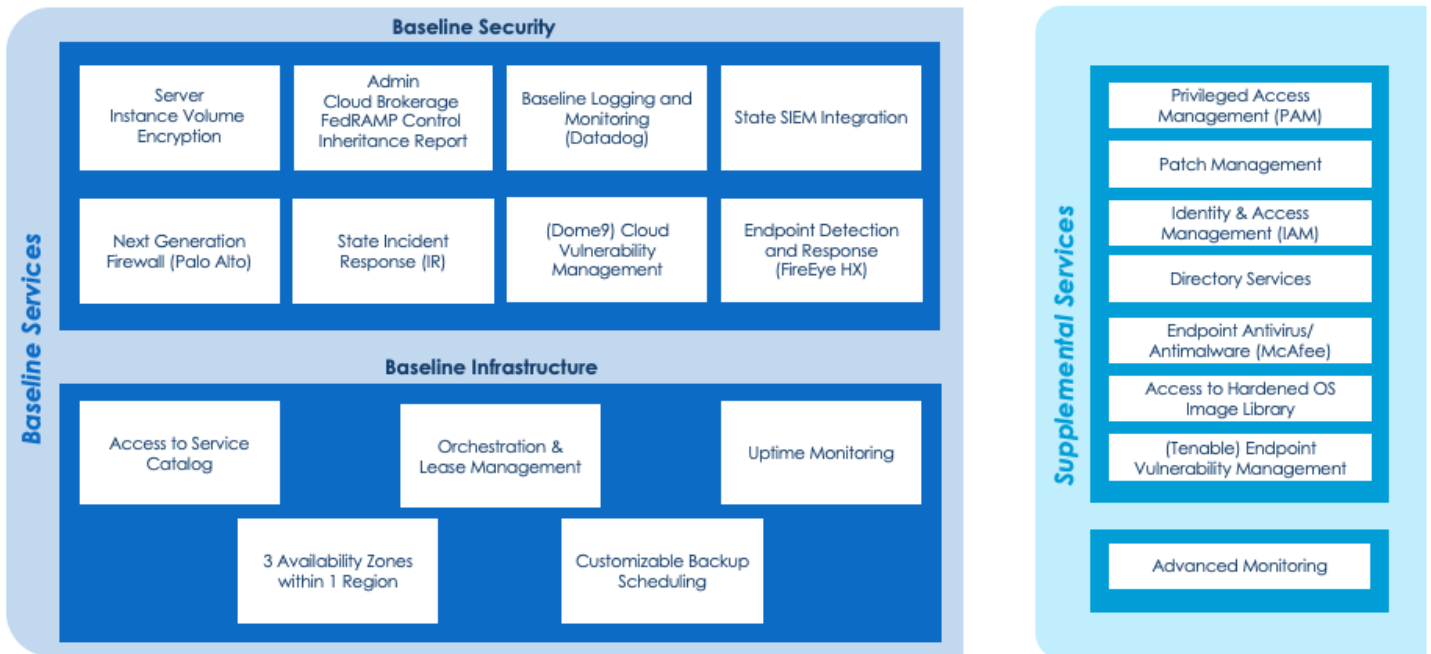 Baseline Services
Baseline Security
Server
Instance Volume
Encryption
Admin
Cloud Brokerage
FedRAMP Control
Inheritance Report
Baseline Logging and
Monitoring
(Datadog)
State SIEM Integration
Next Generation
Firewall (Palo Alto)
State Incident
Response (IR)
(Dome9) Cloud
Vulnerability
Management
Endpoint Detection
and Response
(FireEye HX)
Baseline Infrastructure
Access to Service
Catalog
Orchestration &
Lease Management
Uptime Monitoring
3 Availability Zones
within 1 Region
Customizable Backup
Scheduling
Supplemental Services
Privileged Access
Management (PAM)
Patch Management
Identity & Access
Management (IAM)
Directory Services
Endpoint Antivirus/
Antimalware (McAfee)
Access to Hardened OS
Image Library
(Tenable) Endpoint
Vulnerability Management
Advanced Monitoring